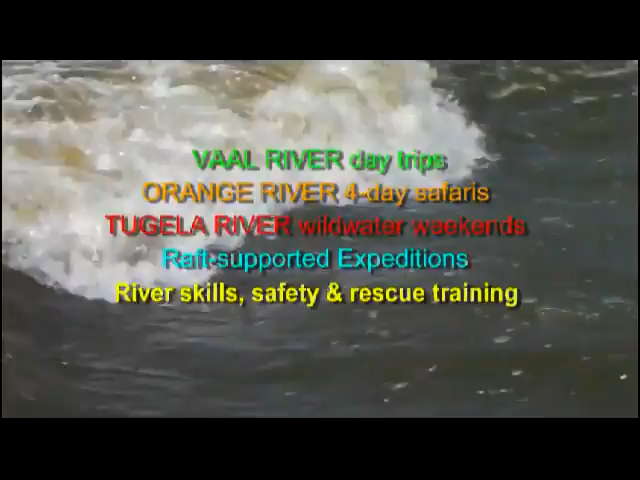 VAAL RIVER day trips
ORANGE RIVER 4-day safaris
TUGELA RIVER wildwater weekends
Raft-supported Expeditions
River skills, safety & rescue training